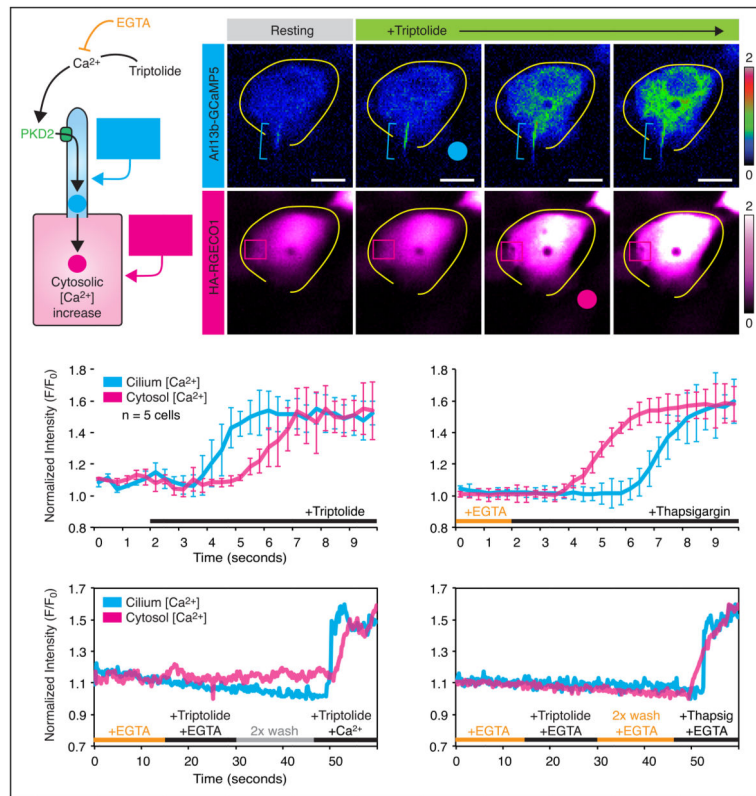 EGTA
Ca²⁺
Triptolide
PKD2
Cytosolic
[Ca²⁺]
increase
Resting
+Triptolide
Arl13b-GCaMP5
2
0
HA-RGECO1
2
0
Normalized Intensity (F/F₀)
1.8
1.6
1.4
1.2
1.0
0.8
Cilium [Ca²⁺]
Cytosol [Ca²⁺]
n = 5 cells
+Triptolide
0 1 2 3 4 5 6 7 8 9
Time (seconds)
1.8
1.6
1.4
1.2
1.0
0.8
+EGTA
+Thapsigargin
0 1 2 3 4 5 6 7 8 9
Time (seconds)
Normalized Intensity (F/F₀)
1.7
1.5
1.3
1.1
1.0
0.7
Cilium [Ca²⁺]
Cytosol [Ca²⁺]
+EGTA
+Triptolide
+EGTA
2x wash
+Triptolide
+Ca²⁺
0 10 20 30 40 50
Time (seconds)
1.7
1.5
1.3
1.1
1.0
0.7
+EGTA
+Triptolide
+EGTA
2x wash
+EGTA
+Thapsig
+EGTA
0 10 20 30 40 50
Time (seconds)